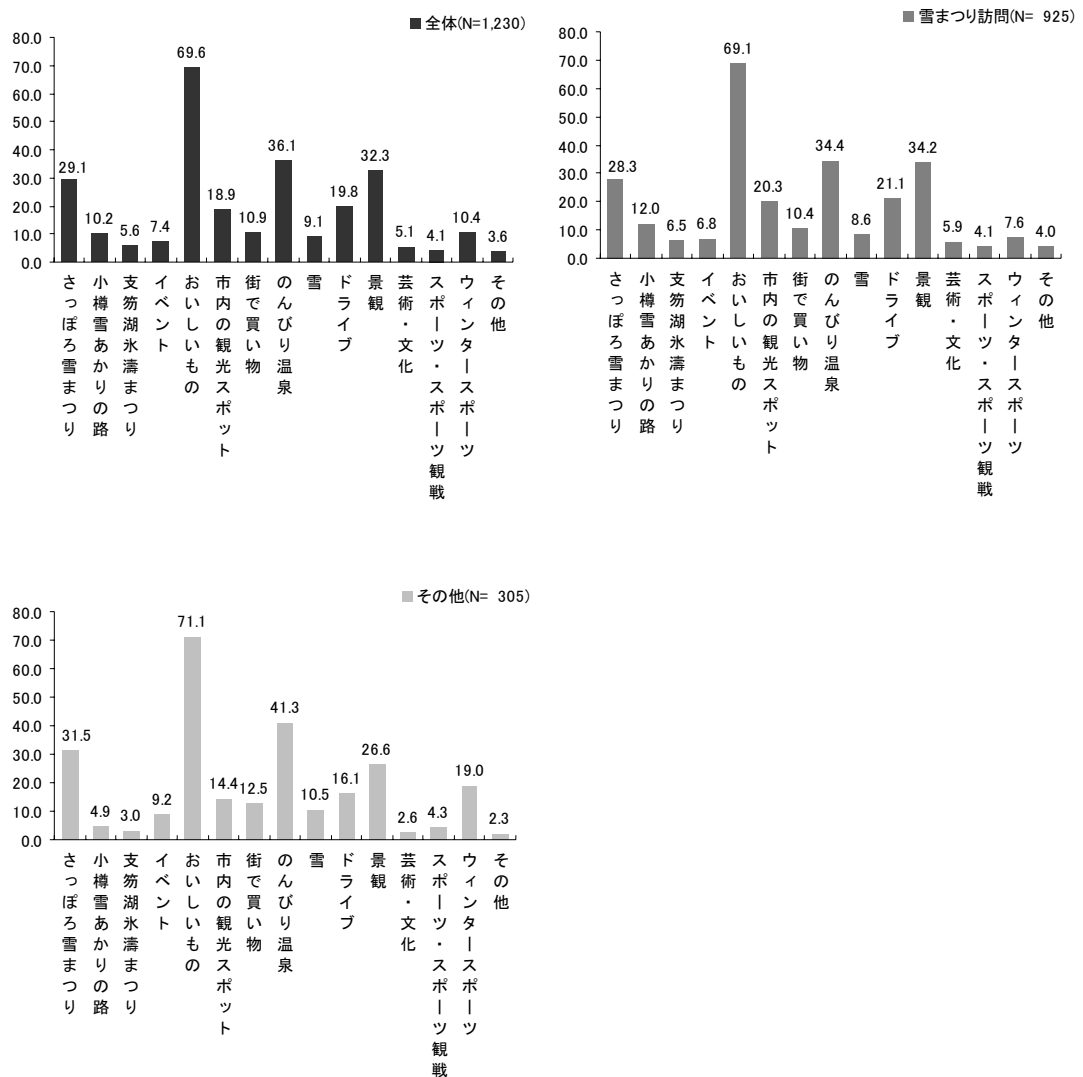 ■全体(N=1,230)
80.0
70.0
60.0
50.0
40.0
30.0
20.0
10.0
0.0
29.1
10.2
5.6
7.4
69.6
18.9
10.9
36.1
9.1
19.8
32.3
5.1
4.1
10.4
3.6
さっぽろ雪まつり
小樽雪あかりの路
支笏湖氷濤まつり
イベント
おいしいもの
市内の観光スポット
街で買い物
のんびり温泉
雪
ドライブ
景観
芸術・文化
スポーツ・スポーツ観戦
ウィンタースポーツ
その他
■雪まつり訪問(N= 925)
80.0
70.0
60.0
50.0
40.0
30.0
20.0
10.0
0.0
28.3
12.0
6.5
6.8
69.1
20.3
10.4
34.4
8.6
21.1
34.2
5.9
4.1
7.6
4.0
さっぽろ雪まつり
小樽雪あかりの路
支笏湖氷濤まつり
イベント
おいしいもの
市内の観光スポット
街で買い物
のんびり温泉
雪
ドライブ
景観
芸術・文化
スポーツ・スポーツ観戦
ウィンタースポーツ
その他
■その他(N= 305)
80.0
70.0
60.0
50.0
40.0
30.0
20.0
10.0
0.0
31.5
4.9
3.0
9.2
71.1
14.4
12.5
41.3
10.5
16.1
26.6
2.6
4.3
19.0
2.3
さっぽろ雪まつり
小樽雪あかりの路
支笏湖氷濤まつり
イベント
おいしいもの
市内の観光スポット
街で買い物
のんびり温泉
雪
ドライブ
景観
芸術・文化
スポーツ・スポーツ観戦
ウィンタースポーツ
その他